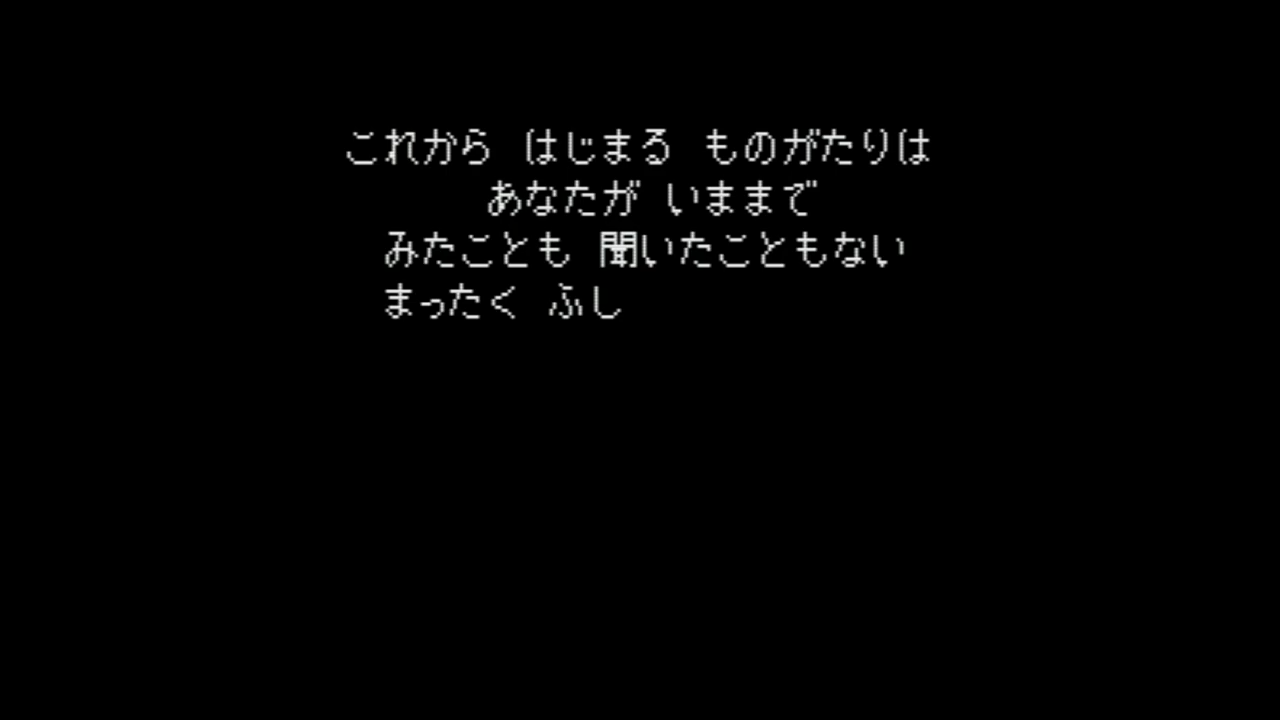 これから はじまる ものがたりは
あなたが いままで
みたことも 聞いたこともない
まったく ふし